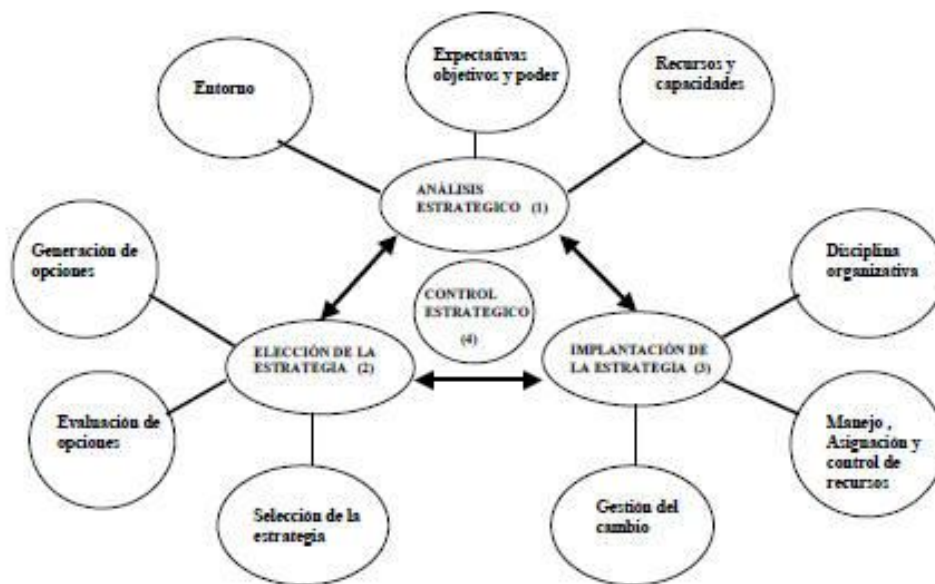 Expectativas
objetivos y poder
Recursos y
capacidades
Entorno
ANÁLISIS
ESTRATEGICO (1)
Generación de
opciones
Disciplina
organizativa
CONTROL
ESTRATEGICO
(4)
ELECCIÓN DE LA
ESTRATEGIA (2)
IMPLANTACIÓN DE
LA ESTRATEGIA (3)
Evaluación de
opciones
Manejo ,
Asignación y
control de
recursos
Selección de la
estrategia
Gestión del
cambio